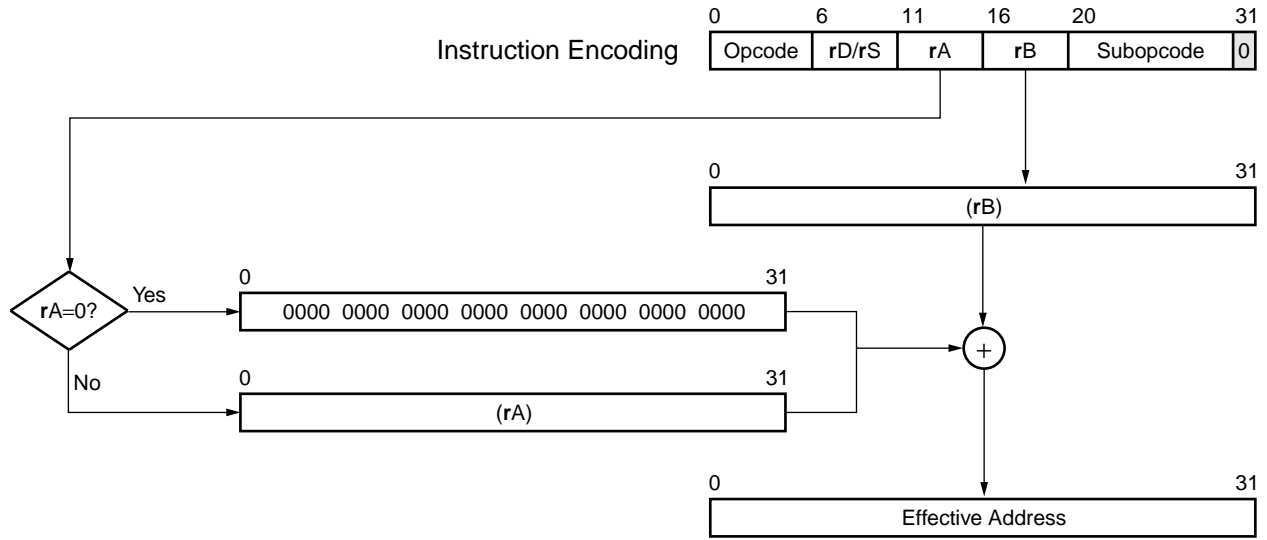 0 6 11 16 20 31
Instruction Encoding Opcode rD/rS rA rB Subopcode 0
0 31
(rB)
0 31
rA=0? Yes 0000 0000 0000 0000 0000 0000 0000 0000
+
No 0 31
(rA)
0 31
Effective Address